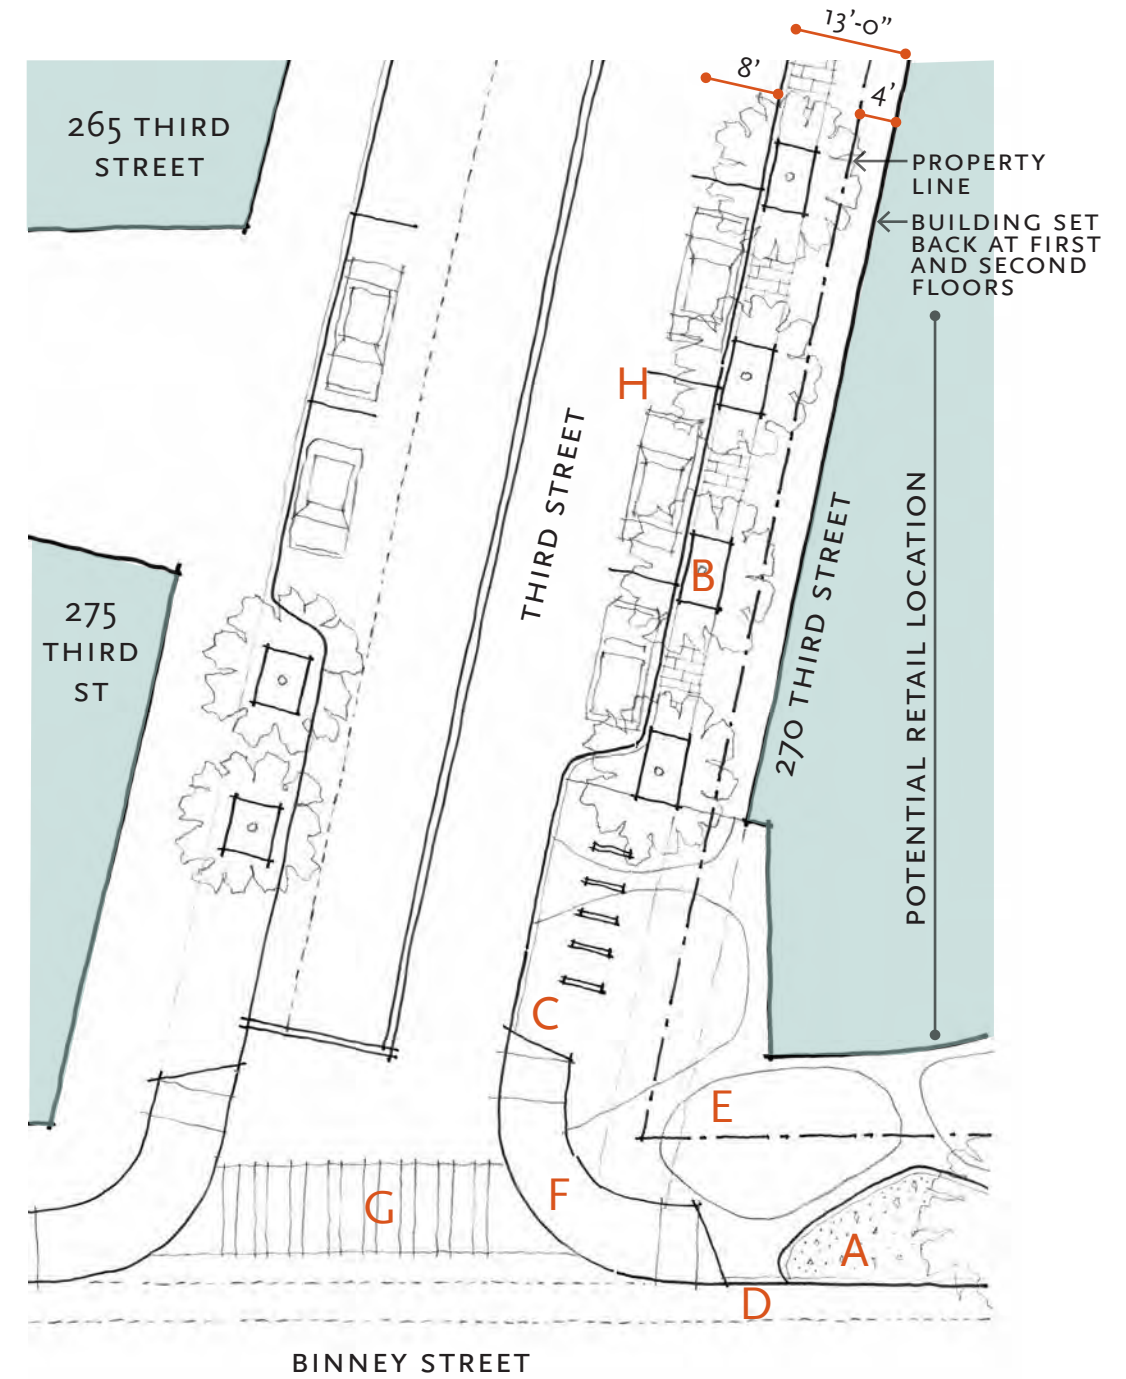 13'-0"
8'
4'
265 THIRD
STREET
PROPERTY
LINE
BUILDING SET
BACK AT FIRST
AND SECOND
FLOORS
H
THIRD STREET
B
275
THIRD
ST
270 THIRD STREET
POTENTIAL RETAIL LOCATION
C
E
F
G
A
D
BINNEY STREET